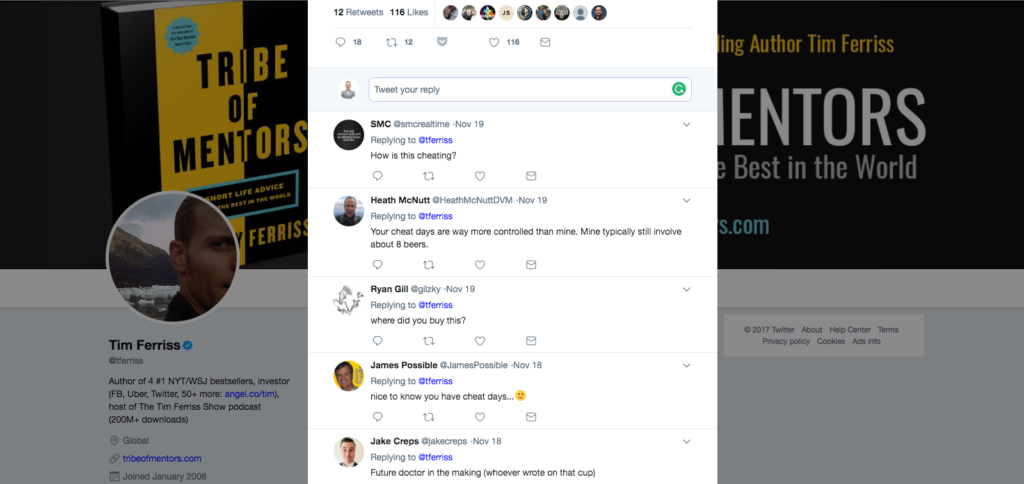 TRIBE
OF
MENTORS
SHORT LIFE ADVICE
THE BEST IN THE WORLD
FERRISS
Tim Ferriss
@tferriss
Author of 4 #1 NYT/WSJ bestsellers, investor
(FB, Uber, Twitter, 50+ more: angel.co/tim),
host of The Tim Ferriss Show podcast
(200M+ downloads)
Global
tribeofmentors.com
Joined January 2008
12 Retweets 116 Likes
JS
18 12 116
Tweet your reply
SMC @smcrealtime · Nov 19
Replying to @tferriss
How is this cheating?
Heath McNutt @HeathMcNuttDVM · Nov 19
Replying to @tferriss
Your cheat days are way more controlled than mine. Mine typically still involve
about 8 beers.
Ryan Gill @gilzky · Nov 19
Replying to @tferriss
where did you buy this?
James Possible @JamesPossible · Nov 18
Replying to @tferriss
nice to know you have cheat days...🙂
Jake Creps @jakecreps · Nov 18
Replying to @tferriss
Future doctor in the making (whoever wrote on that cup)
ling Author Tim Ferriss
MENTORS
e Best in the World
s.com
© 2017 Twitter About Help Center Terms
Privacy policy Cookies Ads info